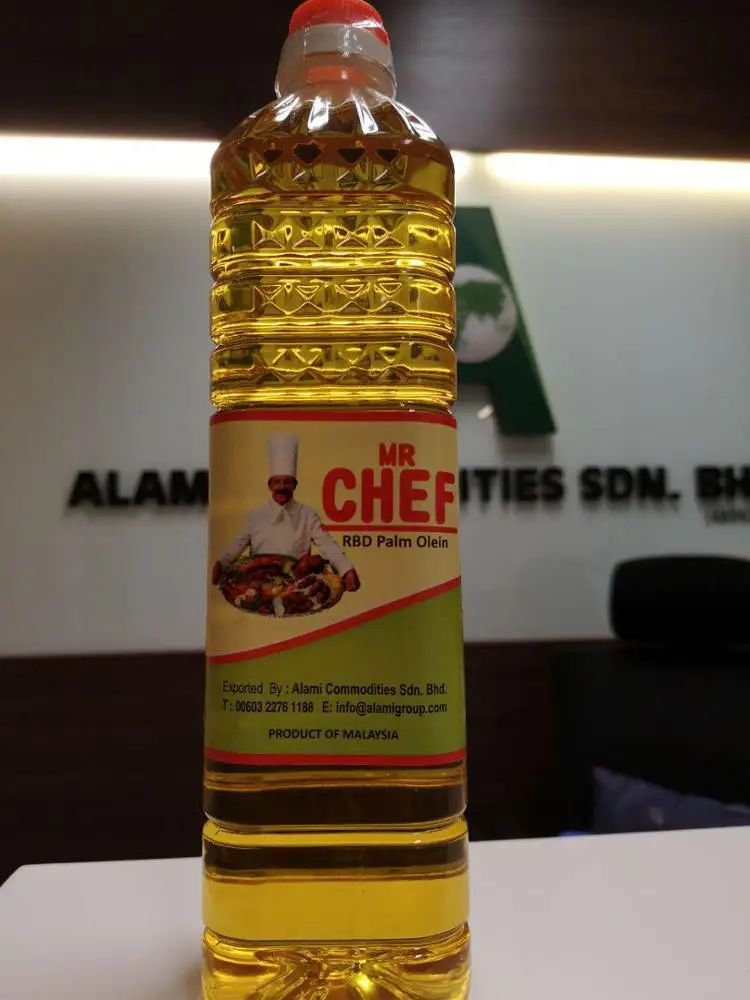 MR
CHEF
RBD Palm Olein
Exported By : Alami Commodities Sdn. Bhd.
T : 00603 2276 1188 E: info@alamigroup.com
PRODUCT OF MALAYSIA
ALAM ITIES SDN. BH